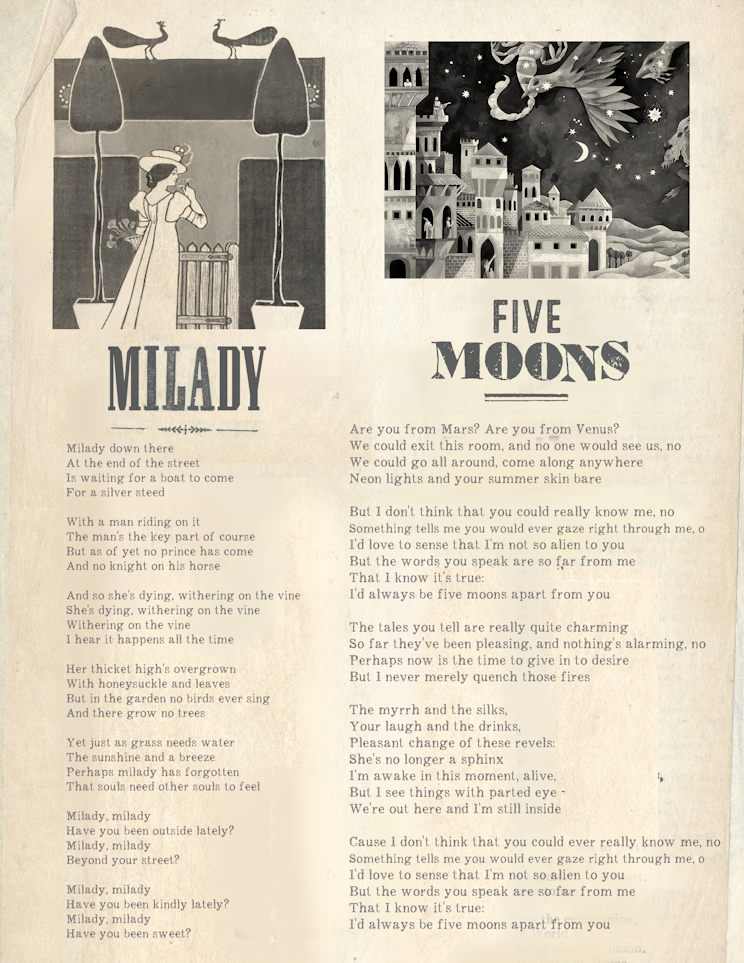 MILADY
Milady down there
At the end of the street
Is waiting for a boat to come
For a silver steed
With a man riding on it
The man's the key part of course
But as of yet no prince has come
And no knight on his horse
And so she's dying, withering on the vine
She's dying, withering on the vine
Withering on the vine
I hear it happens all the time
Her thicket high's overgrown
With honeysuckle and leaves
But in the garden no birds ever sing
And there grow no trees
Yet just as grass needs water
The sunshine and a breeze
Perhaps milady has forgotten
That souls need other souls to feel
Milady, milady
Have you been outside lately?
Milady, milady
Beyond your street?
Milady, milady
Have you been kindly lately?
Milady, milady
Have you been sweet?
FIVE
MOONS
Are you from Mars? Are you from Venus?
We could exit this room, and no one would see us, no
We could go all around, come along anywhere
Neon lights and your summer skin bare
But I don't think that you could really know me, no
Something tells me you would ever gaze right through me, o
I'd love to sense that I'm not so alien to you
But the words you speak are so far from me
That I know it's true:
I'd always be five moons apart from you
The tales you tell are really quite charming
So far they've been pleasing, and nothing's alarming, no
Perhaps now is the time to give in to desire
But I never merely quench those fires
The myrrh and the silks,
Your laugh and the drinks,
Pleasant change of these revels:
She's no longer a sphinx
I'm awake in this moment, alive,
But I see things with parted eye -
We're out here and I'm still inside
Cause I don't think that you could ever really know me, no
Something tells me you would ever gaze right through me, o
I'd love to sense that I'm not so alien to you
But the words you speak are so far from me
That I know it's true:
I'd always be five moons apart from you